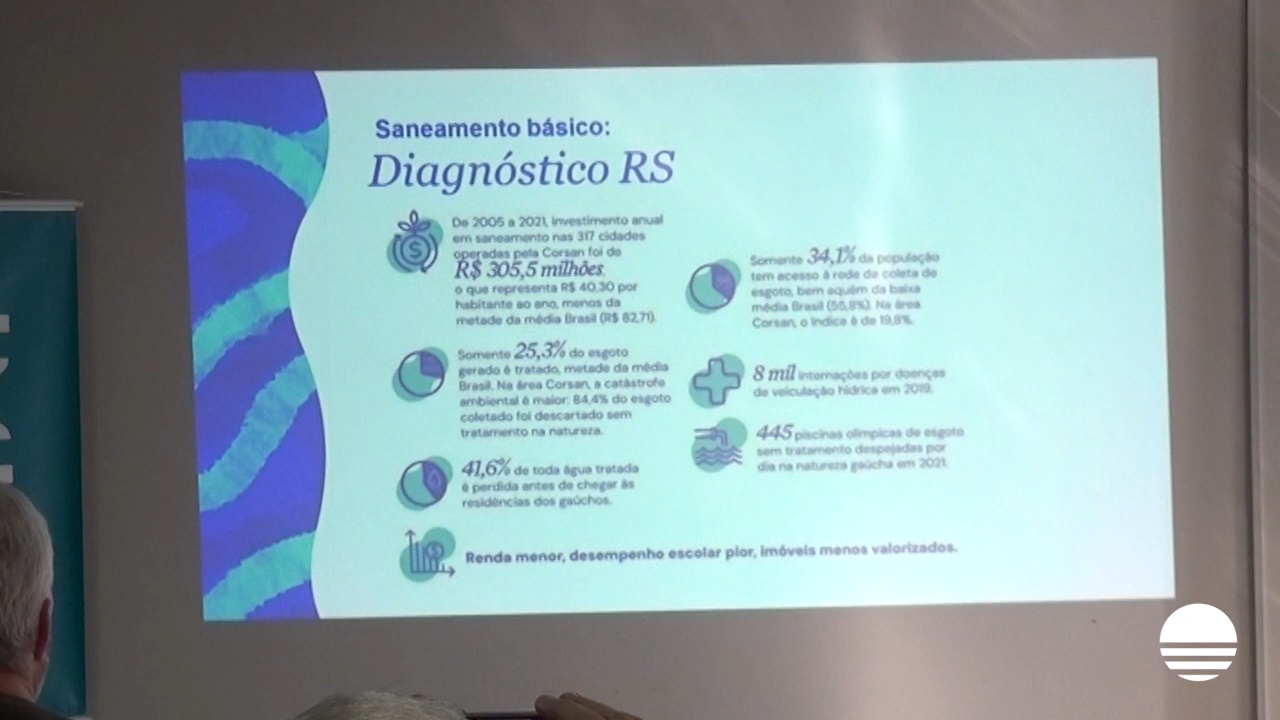 Saneamento básico:
Diagnóstico RS
De 2005 a 2021, investimento anual
em saneamento nas 317 cidades
operadas pela Corsan foi de
R$ 305,5 milhões,
o que representa R$ 40,30 por
habitante ao ano, menos da
metade da média Brasil (R$ 82,71).
Somente 25,3% do esgoto
gerado é tratado, metade da média
Brasil. Na área Corsan, a catástrofe
ambiental é maior: 84,4% do esgoto
coletado foi descartado sem
tratamento na natureza.
41,6% de toda água tratada
é perdida antes de chegar às
residências dos gaúchos.
Somente 34,1% da população
tem acesso à rede de coleta de
esgoto, bem aquém da baixa
média Brasil (55,8%). Na área
Corsan, o índice é de 19,8%.
8 mil internações por doenças
de veiculação hídrica em 2019.
445 piscinas olímpicas de esgoto
sem tratamento despejadas por
dia na natureza gaúcha em 2021.
Renda menor, desempenho escolar pior, imóveis menos valorizados.